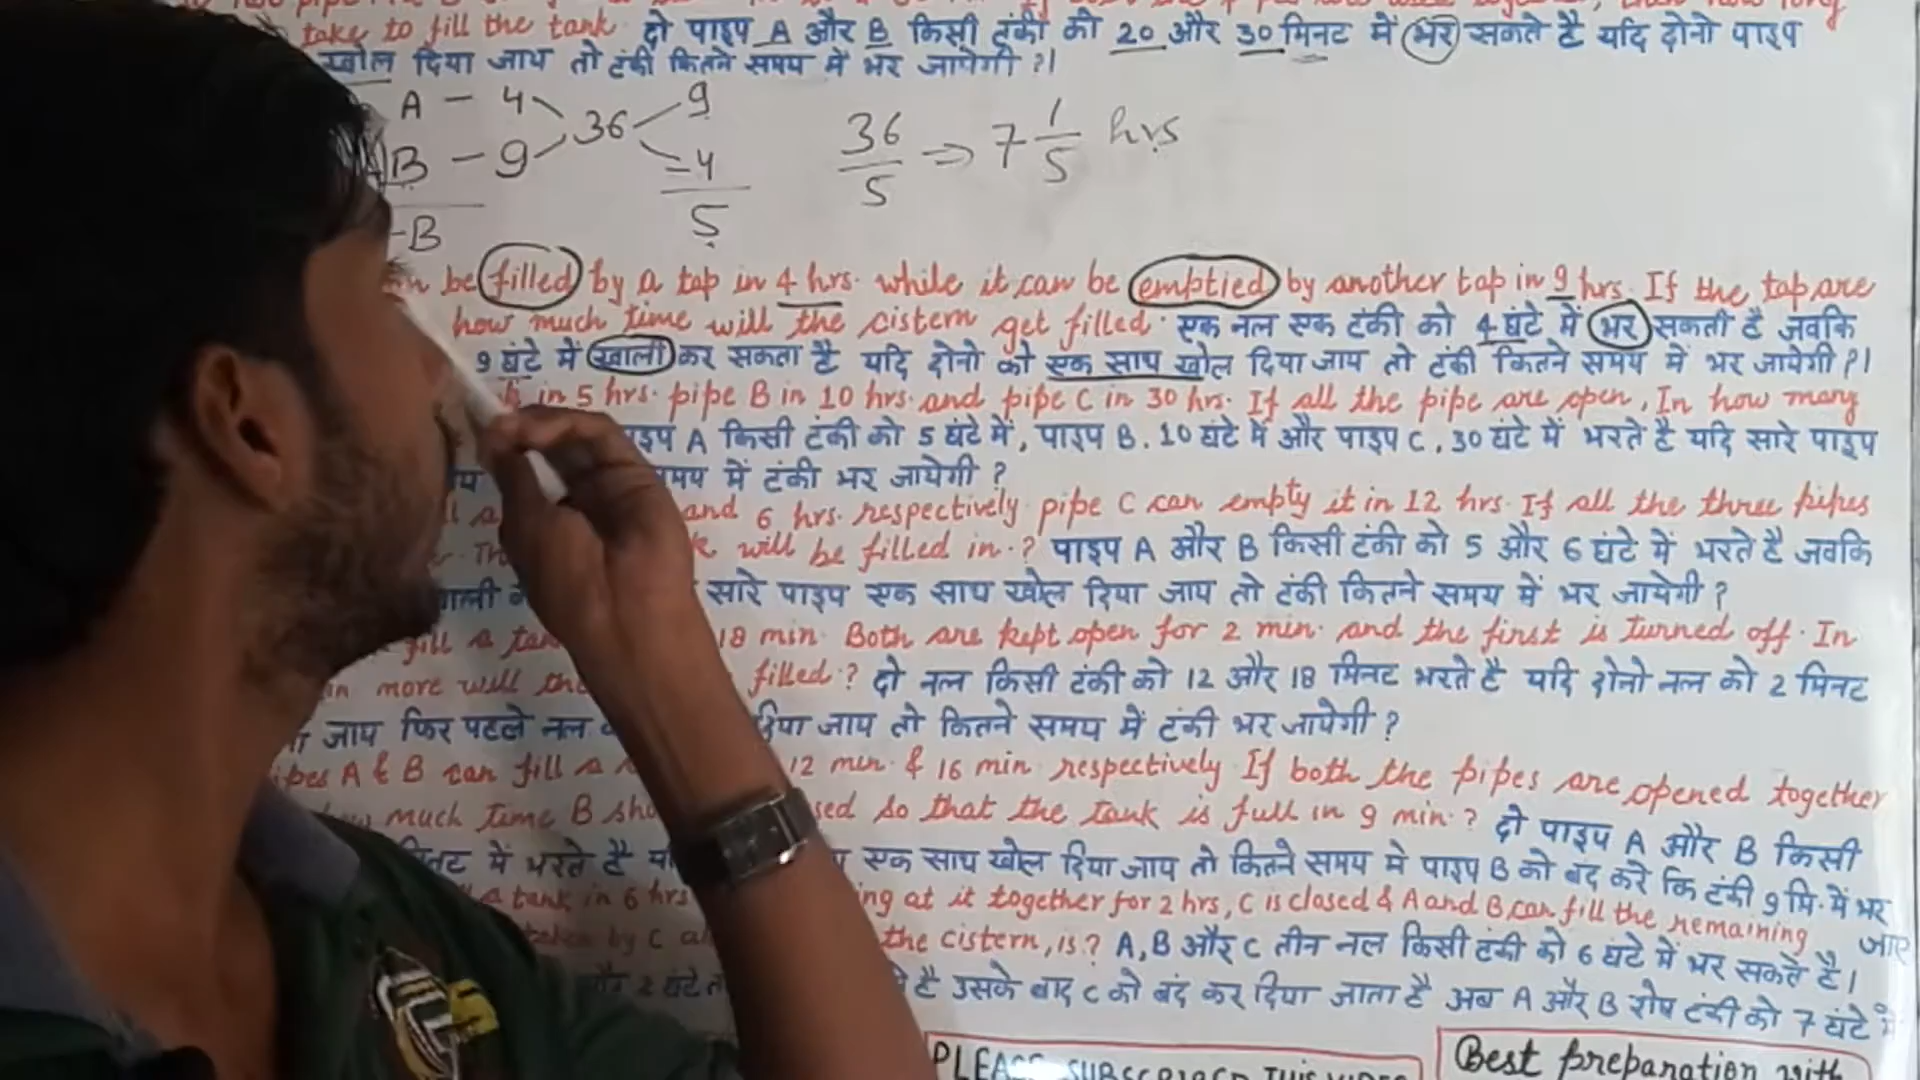 take to fill the tank दो पाइप A और B किसी टंकी को 20 और 30 मिनट में भर सकते है यदि दोनो पाइप
खोल दिया जाय तो टंकी कितने समय में भर जायेगी ?।
A - 4 36 9 36/5 ⇒ 7 1/5 hrs
B - 9 -4
-B 5
be filled by a tap in 4 hrs. while it can be emptied by another tap in 9 hrs. If the tap are
how much time will the cistern get filled. एक नल एक टंकी को 4 घंटे में भर सकती है जबकि
9 घंटे में खाली कर सकता है यदि दोनो को एक साथ खोल दिया जाय तो टंकी कितने समय में भर जायेगी ?।
in 5 hrs. pipe B in 10 hrs. and pipe C in 30 hrs. If all the pipe are open, In how many
पाइप A किसी टंकी को 5 घंटे में, पाइप B. 10 घंटे में और पाइप C. 30 घंटे में भरते है यदि सारे पाइप
में टंकी भर जायेगी ?
and 6 hrs. respectively pipe C can empty it in 12 hrs. If all the three pipes
will be filled in.? पाइप A और B किसी टंकी को 5 और 6 घंटे में भरते है जबकि
सारे पाइप एक साथ खोल दिया जाय तो टंकी कितने समय में भर जायेगी ?
fill a 18 min. Both are kept open for 2 min. and the first is turned off. In
more will filled.? दो नल किसी टंकी को 12 और 18 मिनट भरते है यदि दोनो नल को 2 मिनट
जाय फिर पहले नल जाय तो कितने समय में टंकी भर जायेगी ?
A & B can fill a 12 min. & 16 min respectively If both the pipes are opened together
much time B so that the tank is full in 9 min.? दो पाइप A और B किसी
में भरते है एक साथ खोल दिया जाय तो कितने समय मे पाइप B को बंद करे कि टंकी 9 मि. में भर जाए
a tank in 6 hrs at it together for 2 hrs, C is closed & A and B can fill the remaining
by C the cistern, is? A, B और C तीन नल किसी टंकी को 6 घंटे में भर सकते है।
2 घंटे है उसके बाद C को बंद कर दिया जाता है अब A और B शेष टंकी को 7 घंटे में
Best preparation with